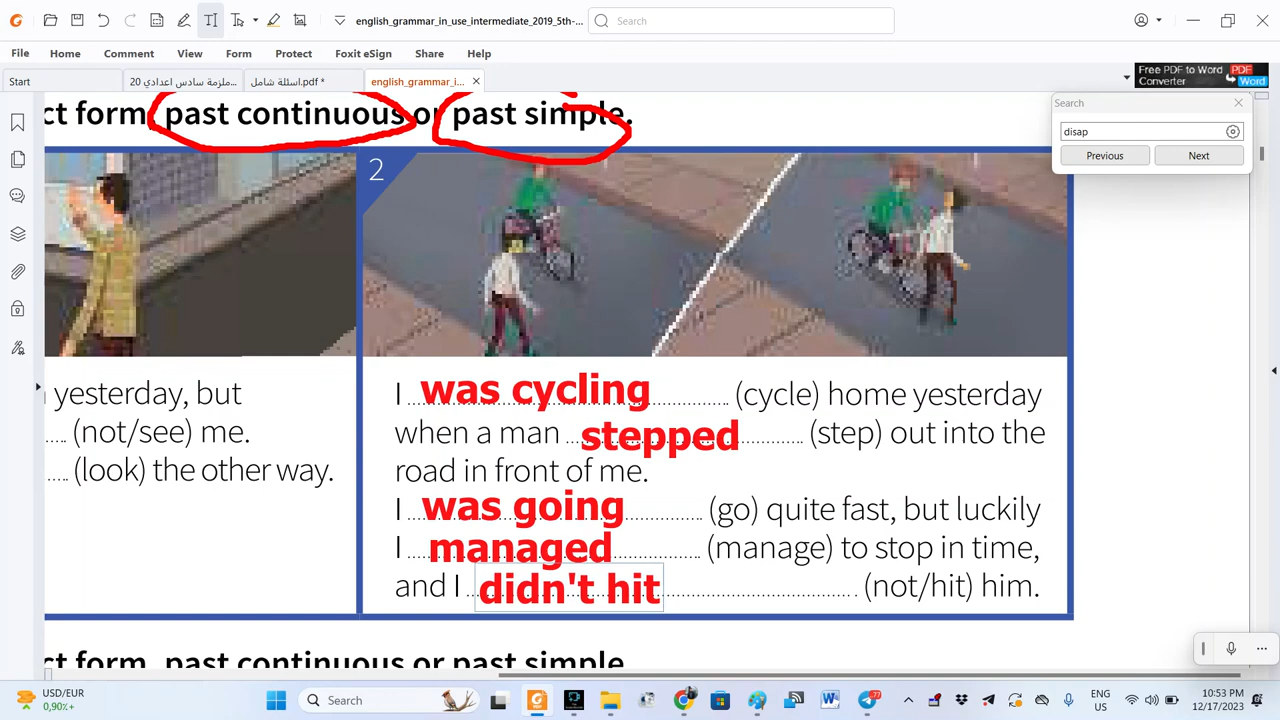 english_grammar_in_use_intermediate_2019_5th-...
Search
File Home Comment View Form Protect Foxit eSign Share Help
Start
ملزمة سادس اعدادي 20...
اسئلة شامل.pdf *
english_grammar_i...
Free PDF to Word Converter
PDF
Word
Search
disap
Previous Next
ct form, past continuous or past simple.
2
yesterday, but
(not/see) me.
(look) the other way.
I was cycling (cycle) home yesterday
when a man stepped (step) out into the
road in front of me.
I was going (go) quite fast, but luckily
I managed (manage) to stop in time,
and I didn't hit (not/hit) him.
ct form, past continuous or past simple.
USD/EUR
0,90%+
Search
77
ENG
US
10:53 PM
12/17/2023